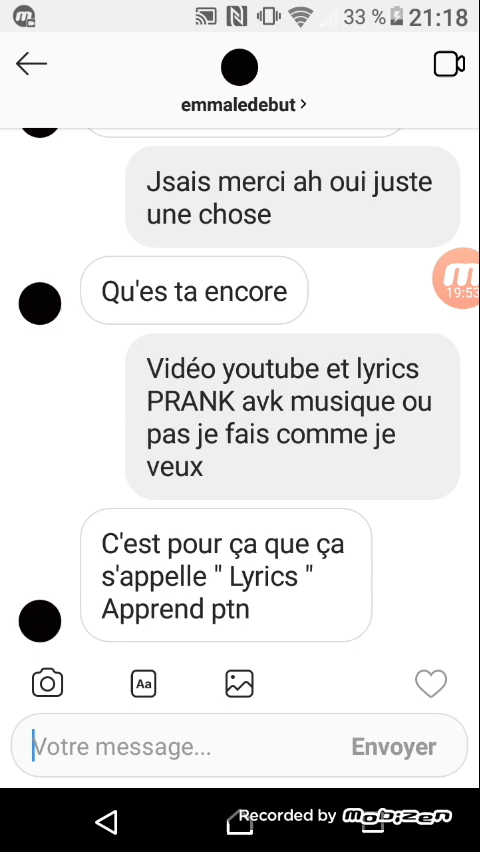 33 % 21:18
emmaledebut >
Jsais merci ah oui juste
une chose
19:53
Qu'es ta encore
Vidéo youtube et lyrics
PRANK avk musique ou
pas je fais comme je
veux
C'est pour ça que ça
s'appelle " Lyrics "
Apprend ptn
Aa
Votre message... Envoyer
Recorded by Mobizen